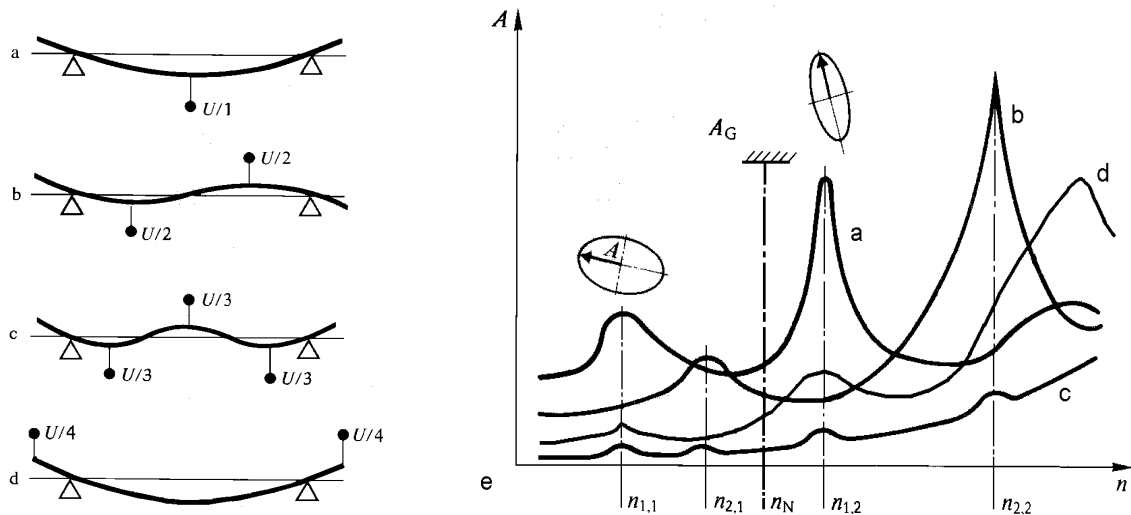 a
U/1
U/2
b
U/2
U/3
c
U/3
U/3
U/4
U/4
d
A
A_G
b
d
A
a
c
e
n
n_{1,1}
n_{2,1}
n_N
n_{1,2}
n_{2,2}